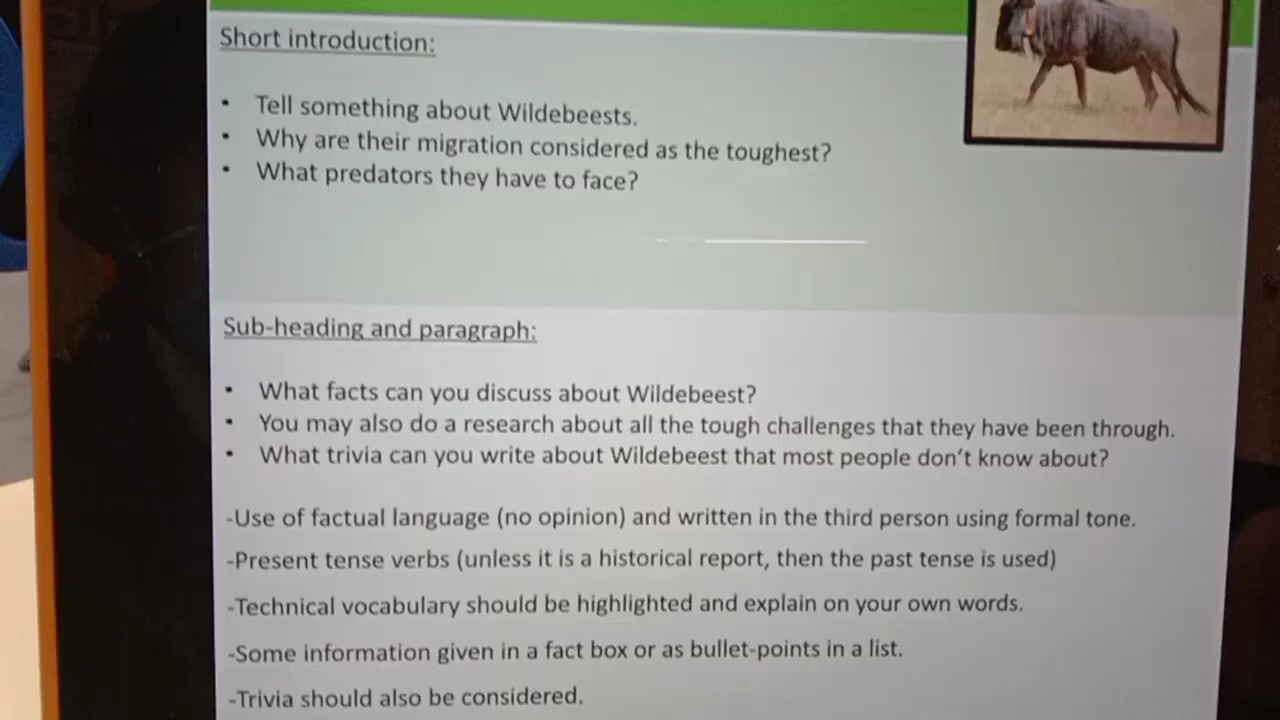 Short introduction:
• Tell something about Wildebeests.
• Why are their migration considered as the toughest?
• What predators they have to face?
Sub-heading and paragraph:
• What facts can you discuss about Wildebeest?
• You may also do a research about all the tough challenges that they have been through.
• What trivia can you write about Wildebeest that most people don't know about?
-Use of factual language (no opinion) and written in the third person using formal tone.
-Present tense verbs (unless it is a historical report, then the past tense is used)
-Technical vocabulary should be highlighted and explain on your own words.
-Some information given in a fact box or as bullet-points in a list.
-Trivia should also be considered.